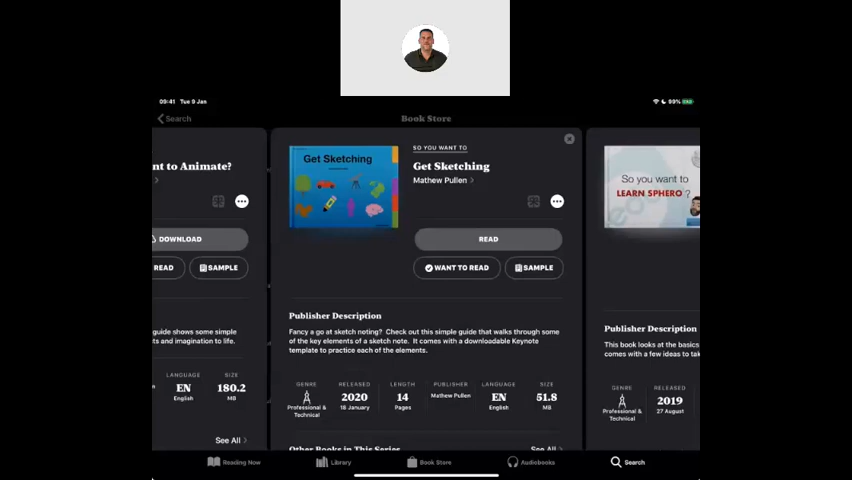 09:41 Tue 9 Jan
99%
Search
Book Store
nt to Animate?
DOWNLOAD
READ
SAMPLE
guide shows some simple
ts and imagination to life.
LANGUAGE
SIZE
EN
180.2
English
MB
See All
Get Sketching
SO YOU WANT TO
Get Sketching
Mathew Pullen
READ
WANT TO READ
SAMPLE
Publisher Description
Fancy a go at sketch noting? Check out this simple guide that walks through some
of the key elements of a sketch note. It comes with a downloadable Keynote
template to practice each of the elements.
GENRE
RELEASED
LENGTH
PUBLISHER
LANGUAGE
SIZE
2020
14
Mathew Pullen
EN
51.8
Professional &
Technical
18 January
Pages
English
MB
Other Books in This Series
See All
So you want to
LEARN SPHERO ?
Publisher Description
This book looks at the basics
comes with a few ideas to tak
GENRE
RELEASED
2019
Professional &
Technical
27 August
Reading Now
Library
Book Store
Audiobooks
Search